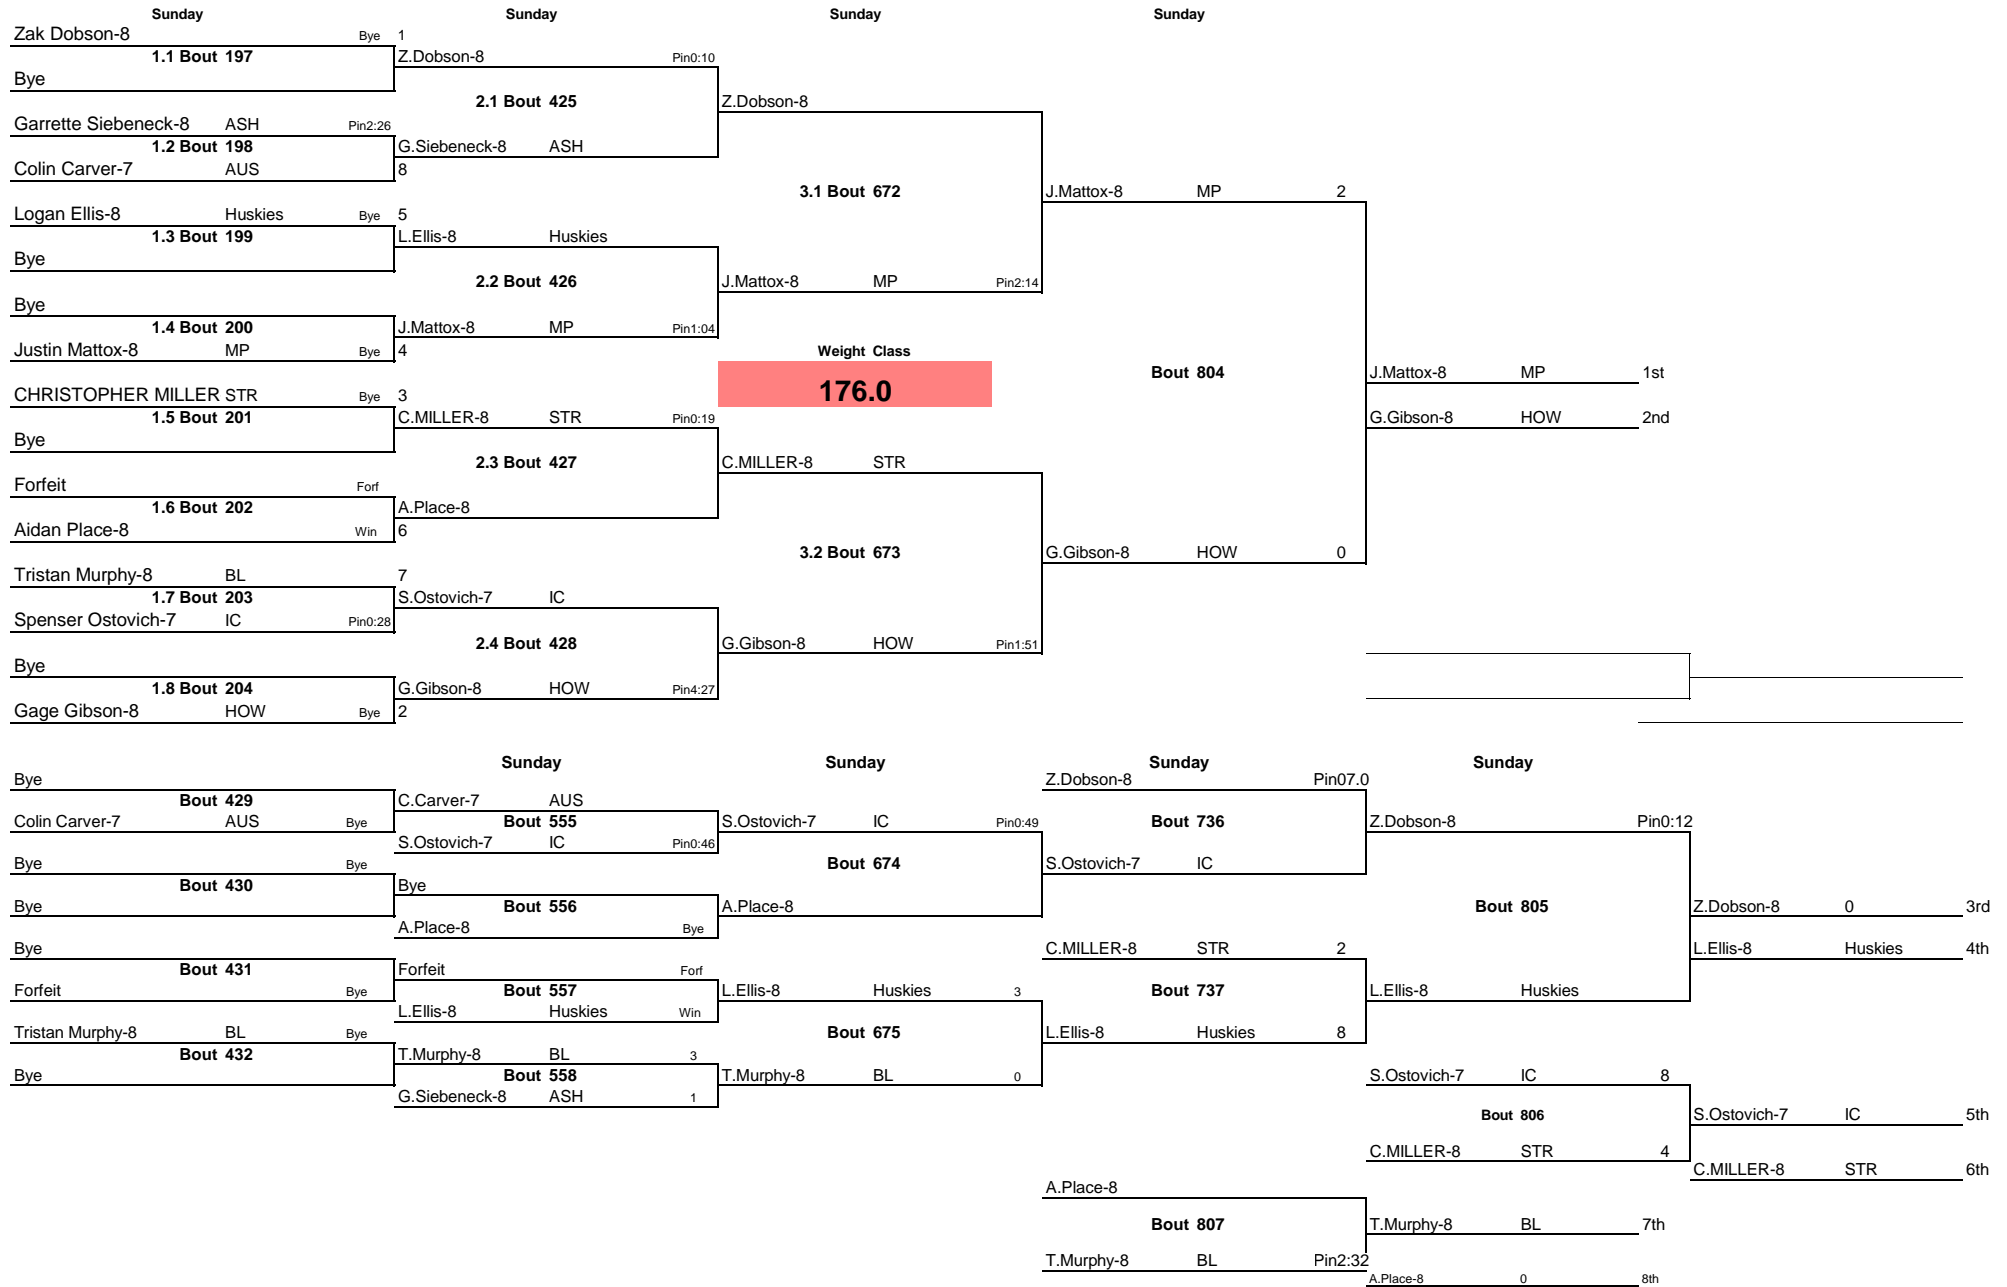 Sunday Sunday Sunday Sunday
Zak Dobson-8 Bye 1
1.1 Bout 197 Z.Dobson-8 Pin0:10
Bye
2.1 Bout 425 Z.Dobson-8
Garrette Siebeneck-8 ASH Pin2:26
1.2 Bout 198 G.Siebeneck-8 ASH
Colin Carver-7 AUS 8
3.1 Bout 672 J.Mattox-8 MP 2
Logan Ellis-8 Huskies Bye 5
1.3 Bout 199 L.Ellis-8 Huskies
Bye
2.2 Bout 426 J.Mattox-8 MP Pin2:14
Bye
1.4 Bout 200 J.Mattox-8 MP Pin1:04
Justin Mattox-8 MP Bye 4 Weight Class
Bout 804 J.Mattox-8 MP 1st
CHRISTOPHER MILLER STR Bye 3 176.0
1.5 Bout 201 C.MILLER-8 STR Pin0:19 G.Gibson-8 HOW 2nd
Bye
2.3 Bout 427 C.MILLER-8 STR
Forfeit Forf
1.6 Bout 202 A.Place-8
Aidan Place-8 Win 6
3.2 Bout 673 G.Gibson-8 HOW 0
Tristan Murphy-8 BL 7
1.7 Bout 203 S.Ostovich-7 IC
Spenser Ostovich-7 IC Pin0:28
2.4 Bout 428 G.Gibson-8 HOW Pin1:51
Bye
1.8 Bout 204 G.Gibson-8 HOW Pin4:27
Gage Gibson-8 HOW Bye 2
Sunday Sunday Sunday Sunday
Bye Z.Dobson-8 Pin07.0
Bout 429 C.Carver-7 AUS
Colin Carver-7 AUS Bye Bout 555 S.Ostovich-7 IC Pin0:49 Bout 736 Z.Dobson-8 Pin0:12
S.Ostovich-7 IC Pin0:46
Bye Bye Bout 674 S.Ostovich-7 IC
Bout 430 Bye
Bye Bout 556 A.Place-8 Bout 805 Z.Dobson-8 0 3rd
A.Place-8 Bye
Bye C.MILLER-8 STR 2 L.Ellis-8 Huskies 4th
Bout 431 Forfeit Forf
Forfeit Bye Bout 557 L.Ellis-8 Huskies 3 Bout 737 L.Ellis-8 Huskies
L.Ellis-8 Huskies Win
Tristan Murphy-8 BL Bye Bout 675 L.Ellis-8 Huskies 8
Bout 432 T.Murphy-8 BL 3
Bye Bout 558 T.Murphy-8 BL 0 S.Ostovich-7 IC 8
G.Siebeneck-8 ASH 1
Bout 806 S.Ostovich-7 IC 5th
C.MILLER-8 STR 4
C.MILLER-8 STR 6th
A.Place-8
Bout 807 T.Murphy-8 BL 7th
T.Murphy-8 BL Pin2:32
A.Place-8 0 8th